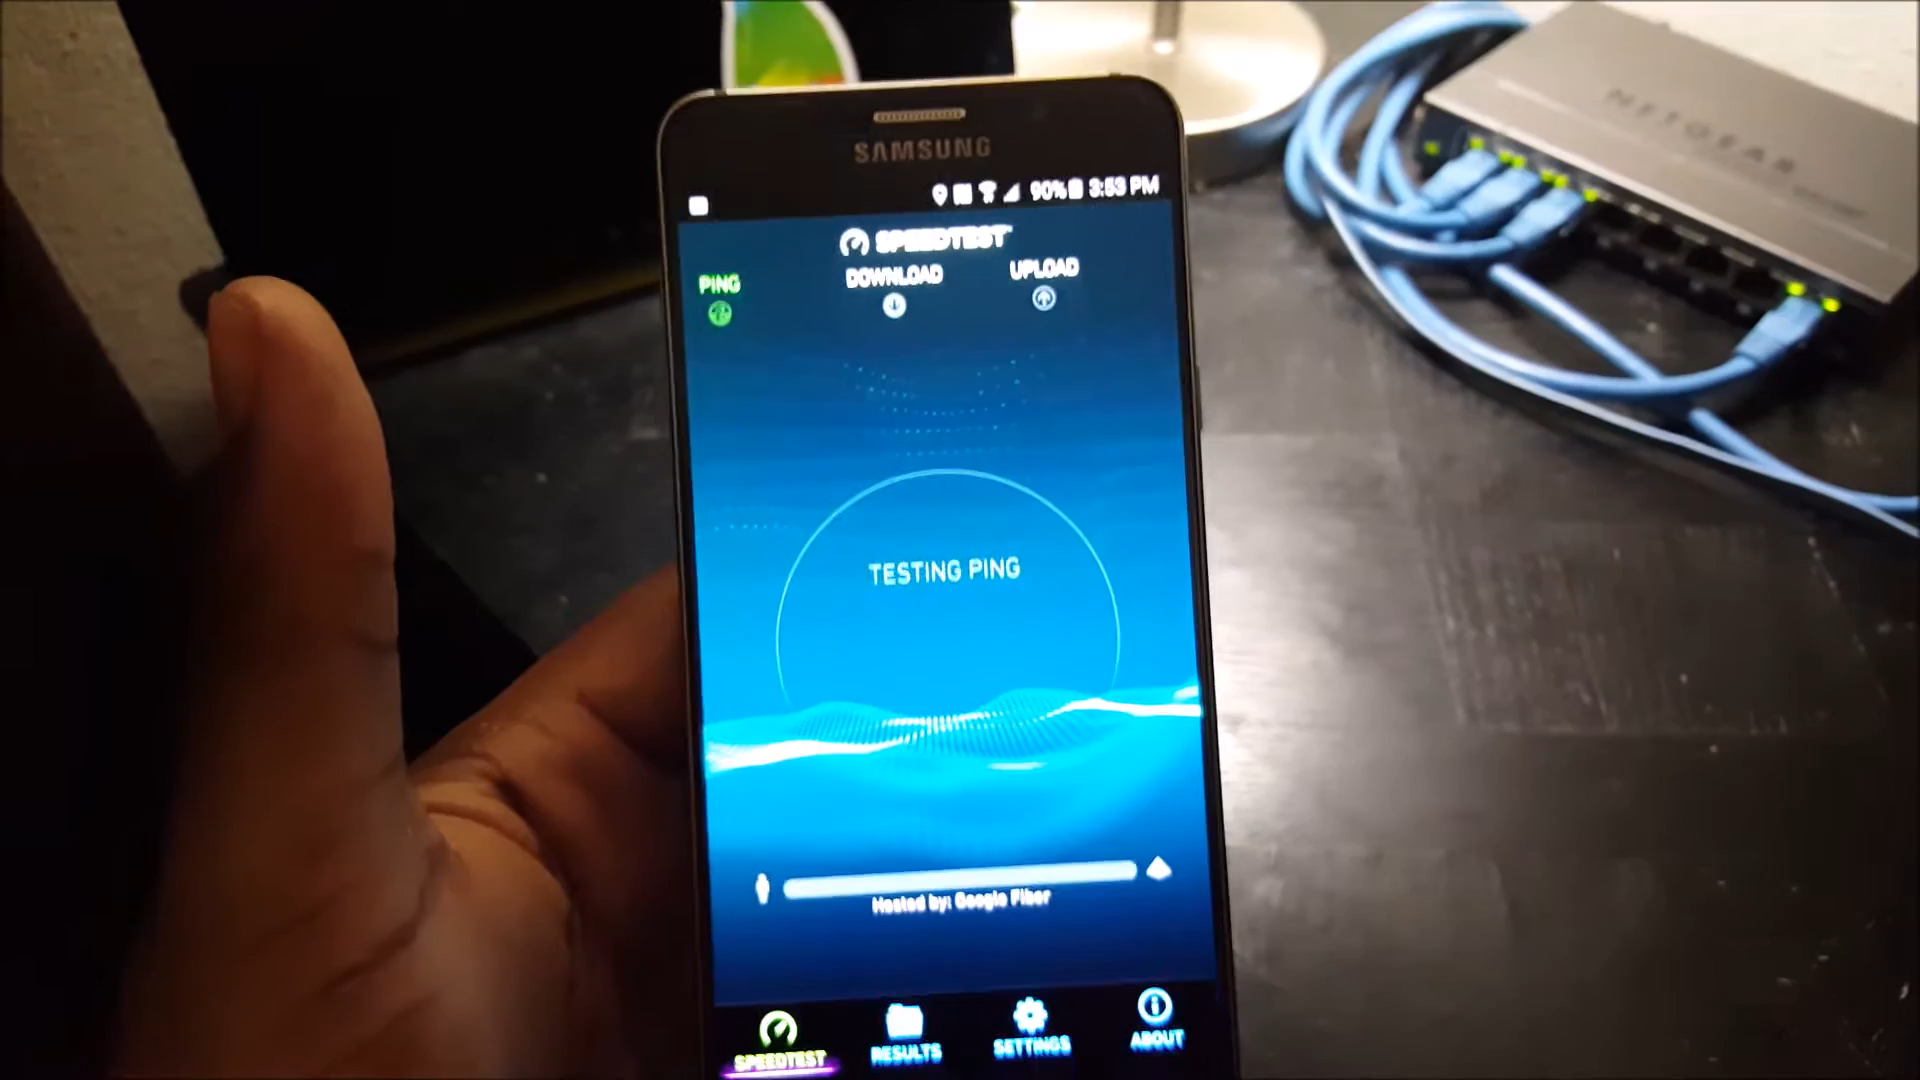 NETGEAR
SAMSUNG
90% 3:53 PM
SPEEDTEST
PING
DOWNLOAD
UPLOAD
TESTING PING
Hosted by: Google Fiber
SPEEDTEST
RESULTS
SETTINGS
ABOUT